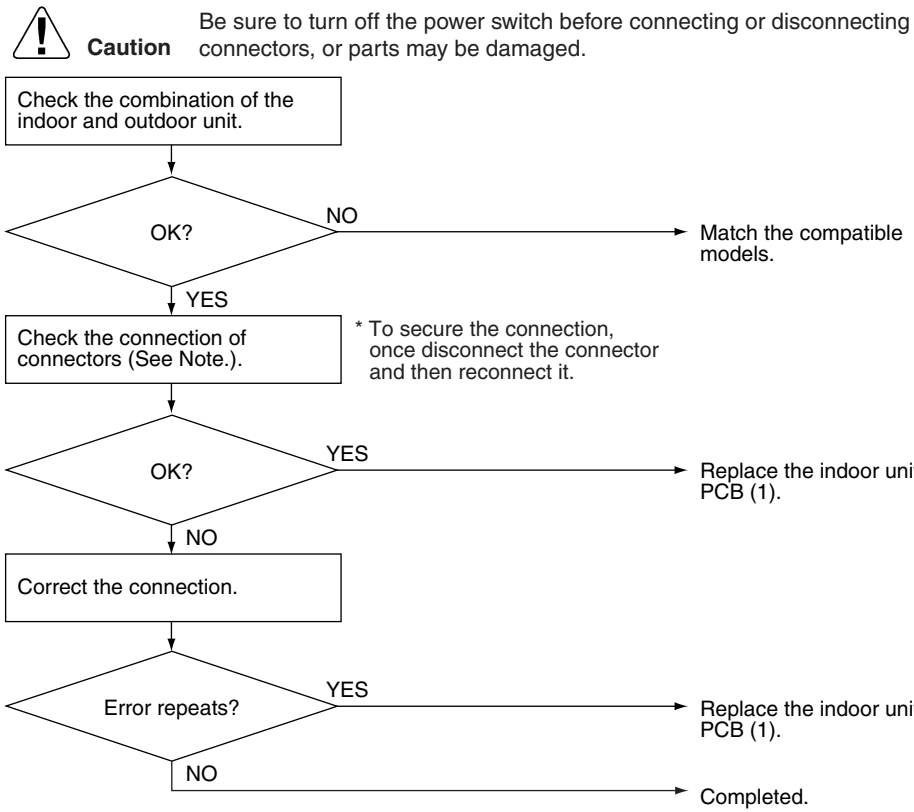 Be sure to turn off the power switch before connecting or disconnecting
Caution connectors, or parts may be damaged.
Check the combination of the
indoor and outdoor unit.
OK?
NO
Match the compatible
models.
YES
Check the connection of
connectors (See Note.).
* To secure the connection,
once disconnect the connector
and then reconnect it.
OK?
YES
Replace the indoor
PCB (1).
NO
Correct the connection.
Error repeats?
YES
Replace the indoor
PCB (1).
NO
Completed.